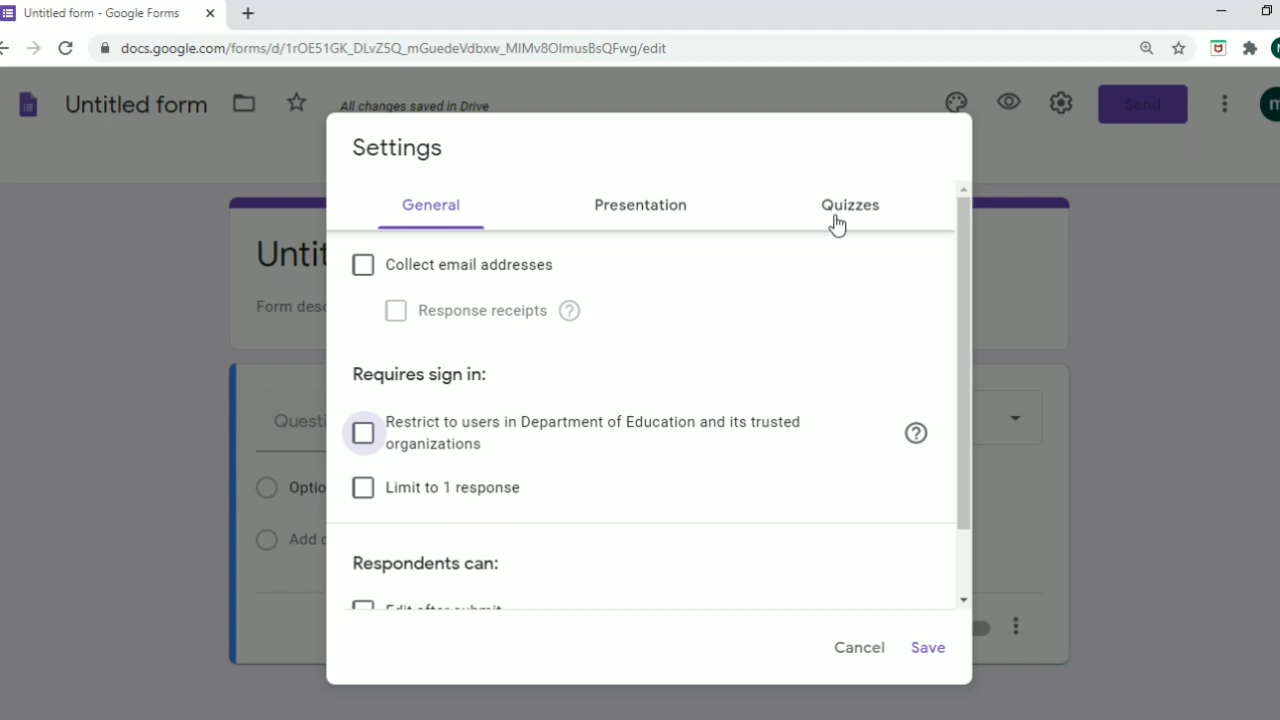 Untitled form - Google Forms
docs.google.com/forms/d/1rOE51GK_DLvZ5Q_mGuedeVdbxw_MIMv8OlmusBsQFwg/edit
Untitled form
All changes saved in Drive
Send
Settings
General
Presentation
Quizzes
Untit
Form desc
Collect email addresses
Response receipts
Requires sign in:
Questi
Restrict to users in Department of Education and its trusted
organizations
Optio
Limit to 1 response
Add o
Respondents can:
Edit after submit
Cancel
Save